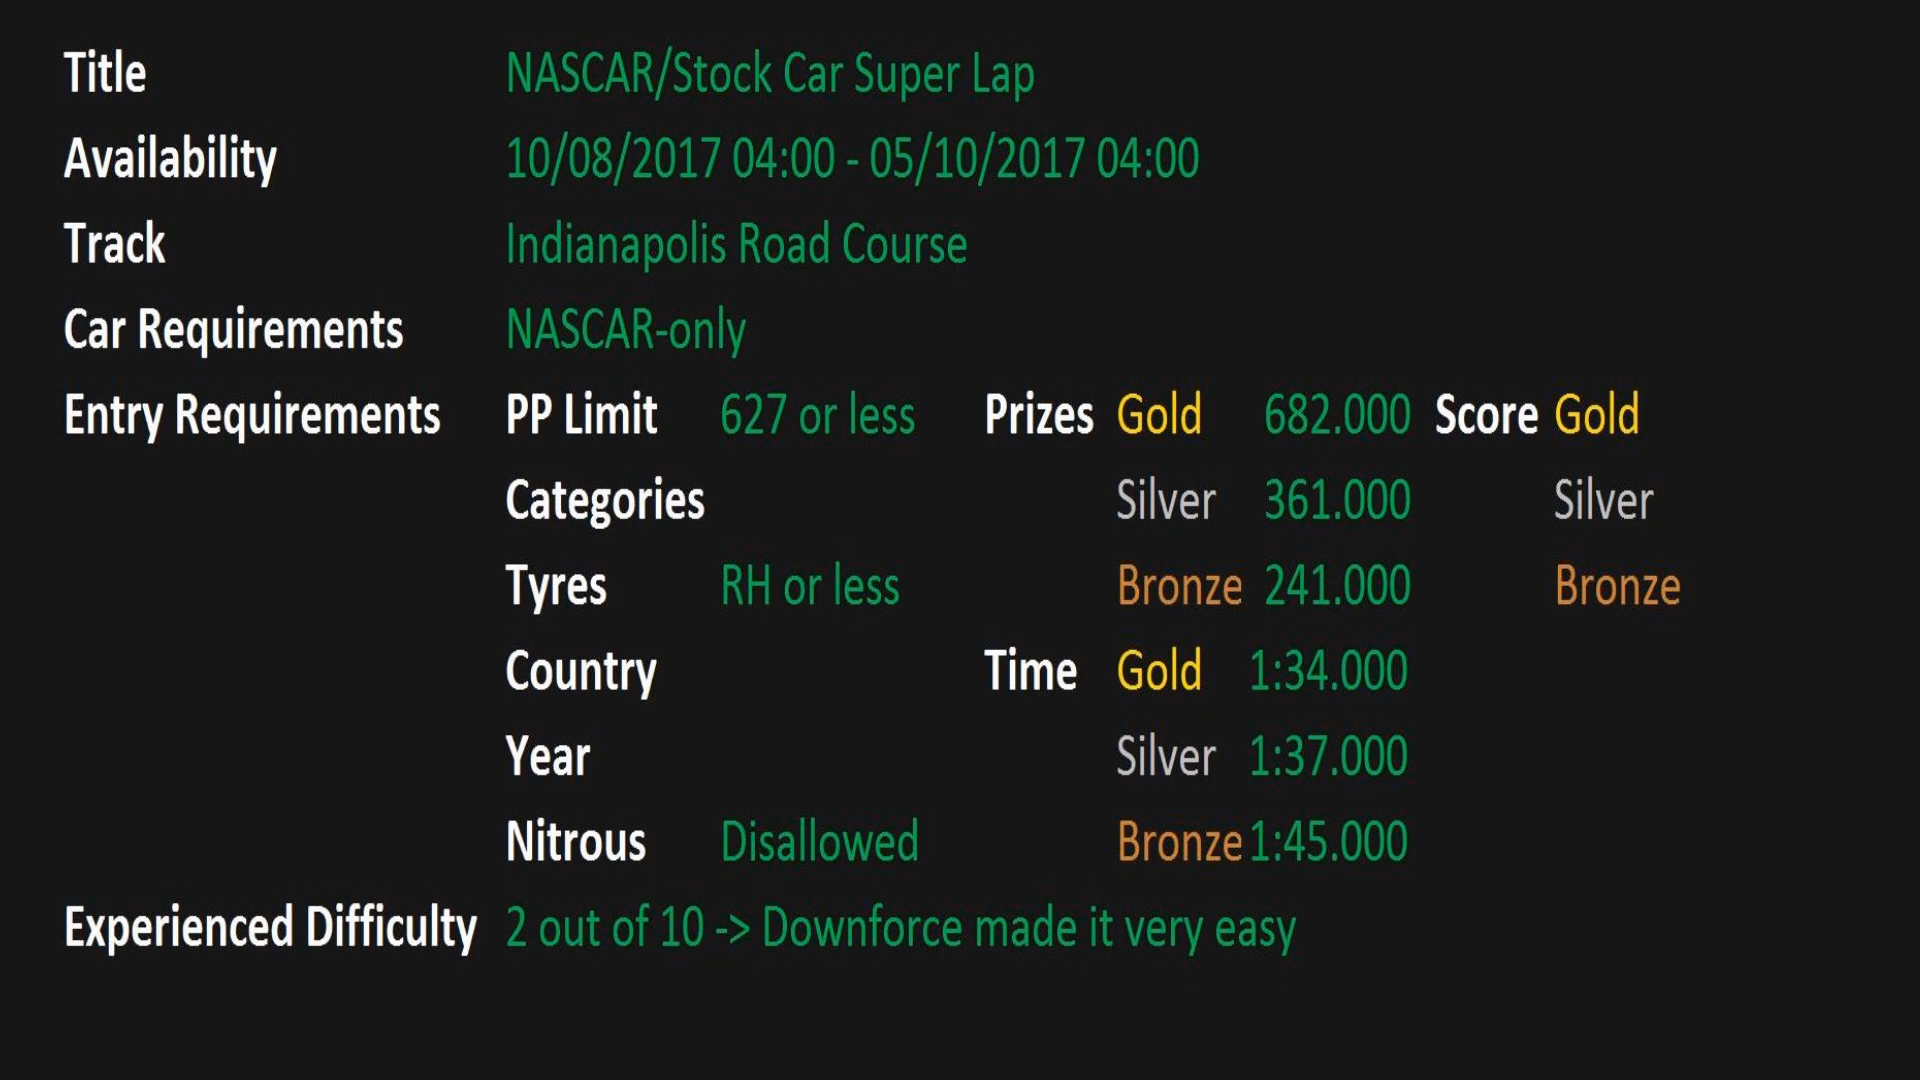 Title NASCAR/Stock Car Super Lap
Availability 10/08/2017 04:00 - 05/10/2017 04:00
Track Indianapolis Road Course
Car Requirements NASCAR-only
Entry Requirements PP Limit 627 or less Prizes Gold 682.000 Score Gold
Categories Silver 361.000 Silver
Tyres RH or less Bronze 241.000 Bronze
Country Time Gold 1:34.000
Year Silver 1:37.000
Nitrous Disallowed Bronze 1:45.000
Experienced Difficulty 2 out of 10 -> Downforce made it very easy